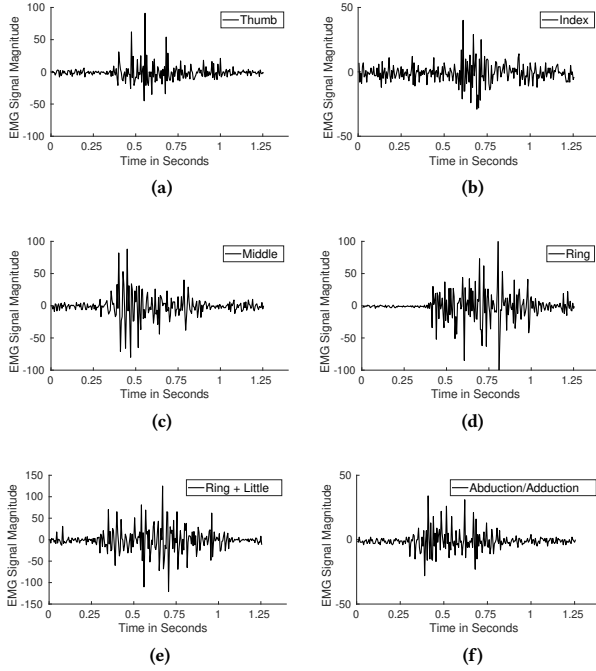 100
50
0
-50
-100
EMG Signal Magnitude
0 0.25 0.5 0.75 1 1.25
Time in Seconds
Thumb
(a)
50
0
-50
EMG Signal Magnitude
0 0.25 0.5 0.75 1 1.25
Time in Seconds
Index
(b)
100
50
0
-50
-100
EMG Signal Magnitude
0 0.25 0.5 0.75 1 1.25
Time in Seconds
Middle
(c)
100
50
0
-50
-100
EMG Signal Magnitude
0 0.25 0.5 0.75 1 1.25
Time in Seconds
Ring
(d)
150
100
50
0
-50
-100
-150
EMG Signal Magnitude
0 0.25 0.5 0.75 1 1.25
Time in Seconds
Ring + Little
(e)
50
0
-50
EMG Signal Magnitude
0 0.25 0.5 0.75 1 1.25
Time in Seconds
Abduction/Adduction
(f)